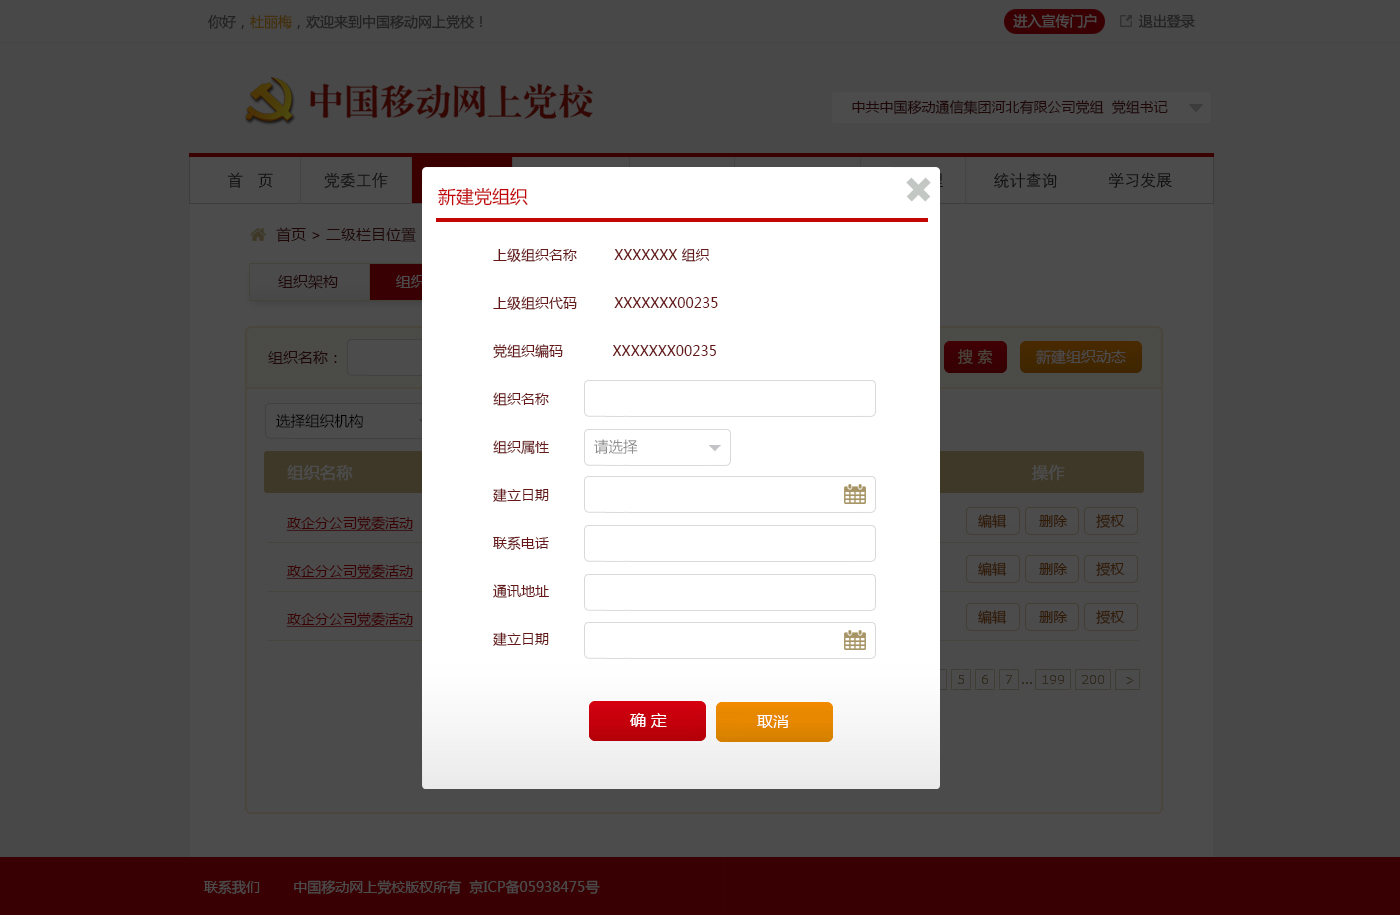 你好，杜丽梅，欢迎来到中国移动网上党校！
进入宣传门户 退出登录
中国移动网上党校
中共中国移动通信集团河北有限公司党组 党组书记
首 页 党委工作 统计查询 学习发展
首页 > 二级栏目位置
组织架构 组织
新建党组织
上级组织名称 XXXXXXX 组织
上级组织代码 XXXXXXX00235
党组织编码 XXXXXXX00235
组织名称
组织属性 请选择
建立日期
联系电话
通讯地址
建立日期
确 定 取消
组织名称： 搜 索 新建组织动态
选择组织机构
组织名称 操作
政企分公司党委活动 编辑 删除 授权
政企分公司党委活动 编辑 删除 授权
政企分公司党委活动 编辑 删除 授权
5 6 7 ... 199 200 >
联系我们 中国移动网上党校版权所有 京ICP备05938475号